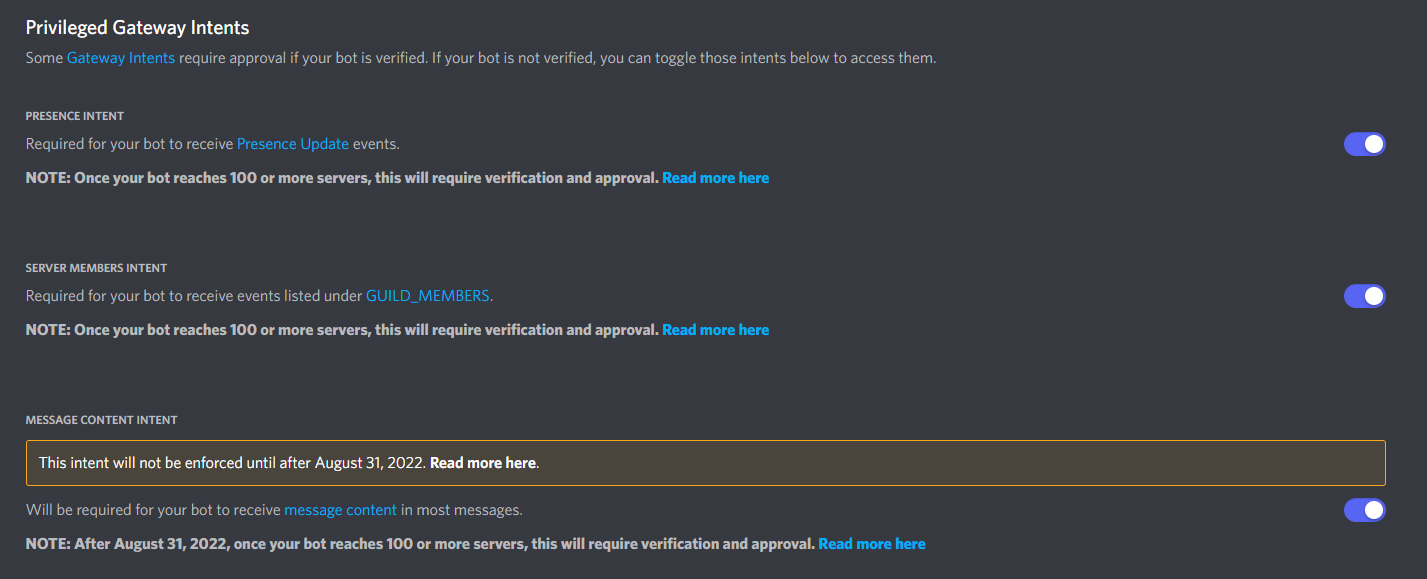 Privileged Gateway Intents
Some Gateway Intents require approval if your bot is verified. If your bot is not verified, you can toggle those intents below to access them.
PRESENCE INTENT
Required for your bot to receive Presence Update events.
NOTE: Once your bot reaches 100 or more servers, this will require verification and approval. Read more here
SERVER MEMBERS INTENT
Required for your bot to receive events listed under GUILD_MEMBERS.
NOTE: Once your bot reaches 100 or more servers, this will require verification and approval. Read more here
MESSAGE CONTENT INTENT
This intent will not be enforced until after August 31, 2022. Read more here.
Will be required for your bot to receive message content in most messages.
NOTE: After August 31, 2022, once your bot reaches 100 or more servers, this will require verification and approval. Read more here